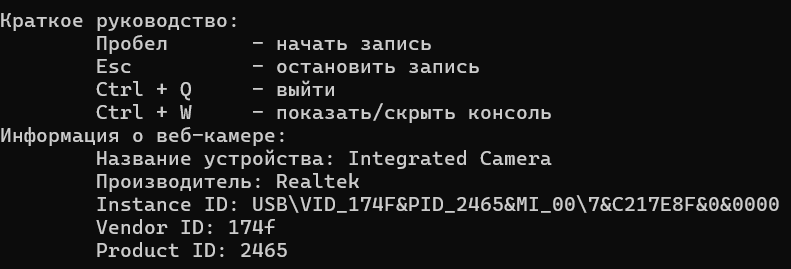 Краткое руководство:
Пробел - начать запись
Esc - остановить запись
Ctrl + Q - выйти
Ctrl + W - показать/скрыть консоль
Информация о веб-камере:
Название устройства: Integrated Camera
Производитель: Realtek
Instance ID: USB\VID_174F&PID_2465&MI_00\7&C217E8F&0&0000
Vendor ID: 174f
Product ID: 2465